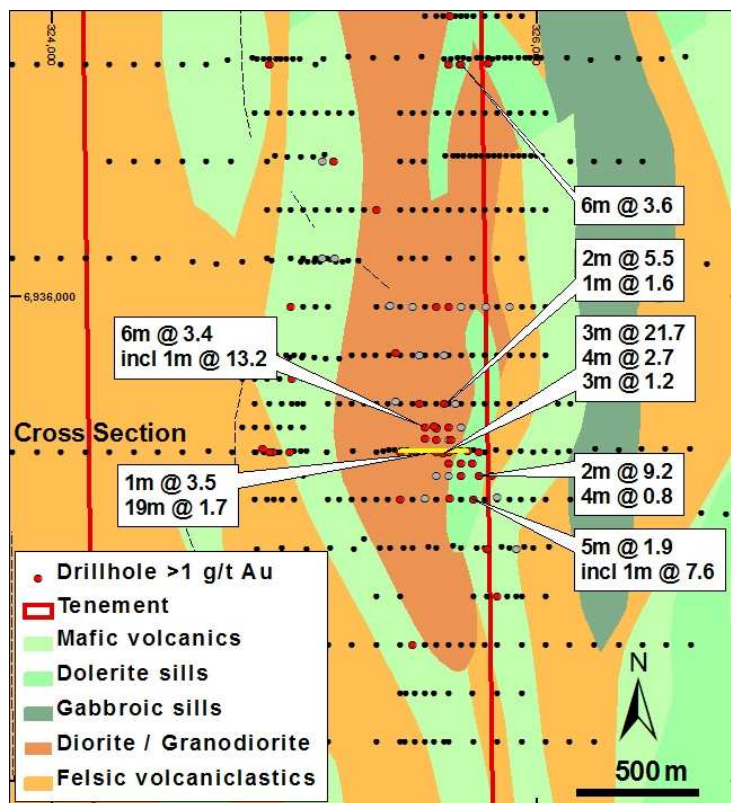 324,000
326,000
6m @ 3.6
2m @ 5.5
1m @ 1.6
6,936,000
6m @ 3.4
incl 1m @ 13.2
3m @ 21.7
4m @ 2.7
3m @ 1.2
Cross Section
1m @ 3.5
19m @ 1.7
2m @ 9.2
4m @ 0.8
5m @ 1.9
incl 1m @ 7.6
Drillhole >1 g/t Au
Tenement
Mafic volcanics
Dolerite sills
Gabbroic sills
Diorite / Granodiorite
Felsic volcaniclastics
N
500 m